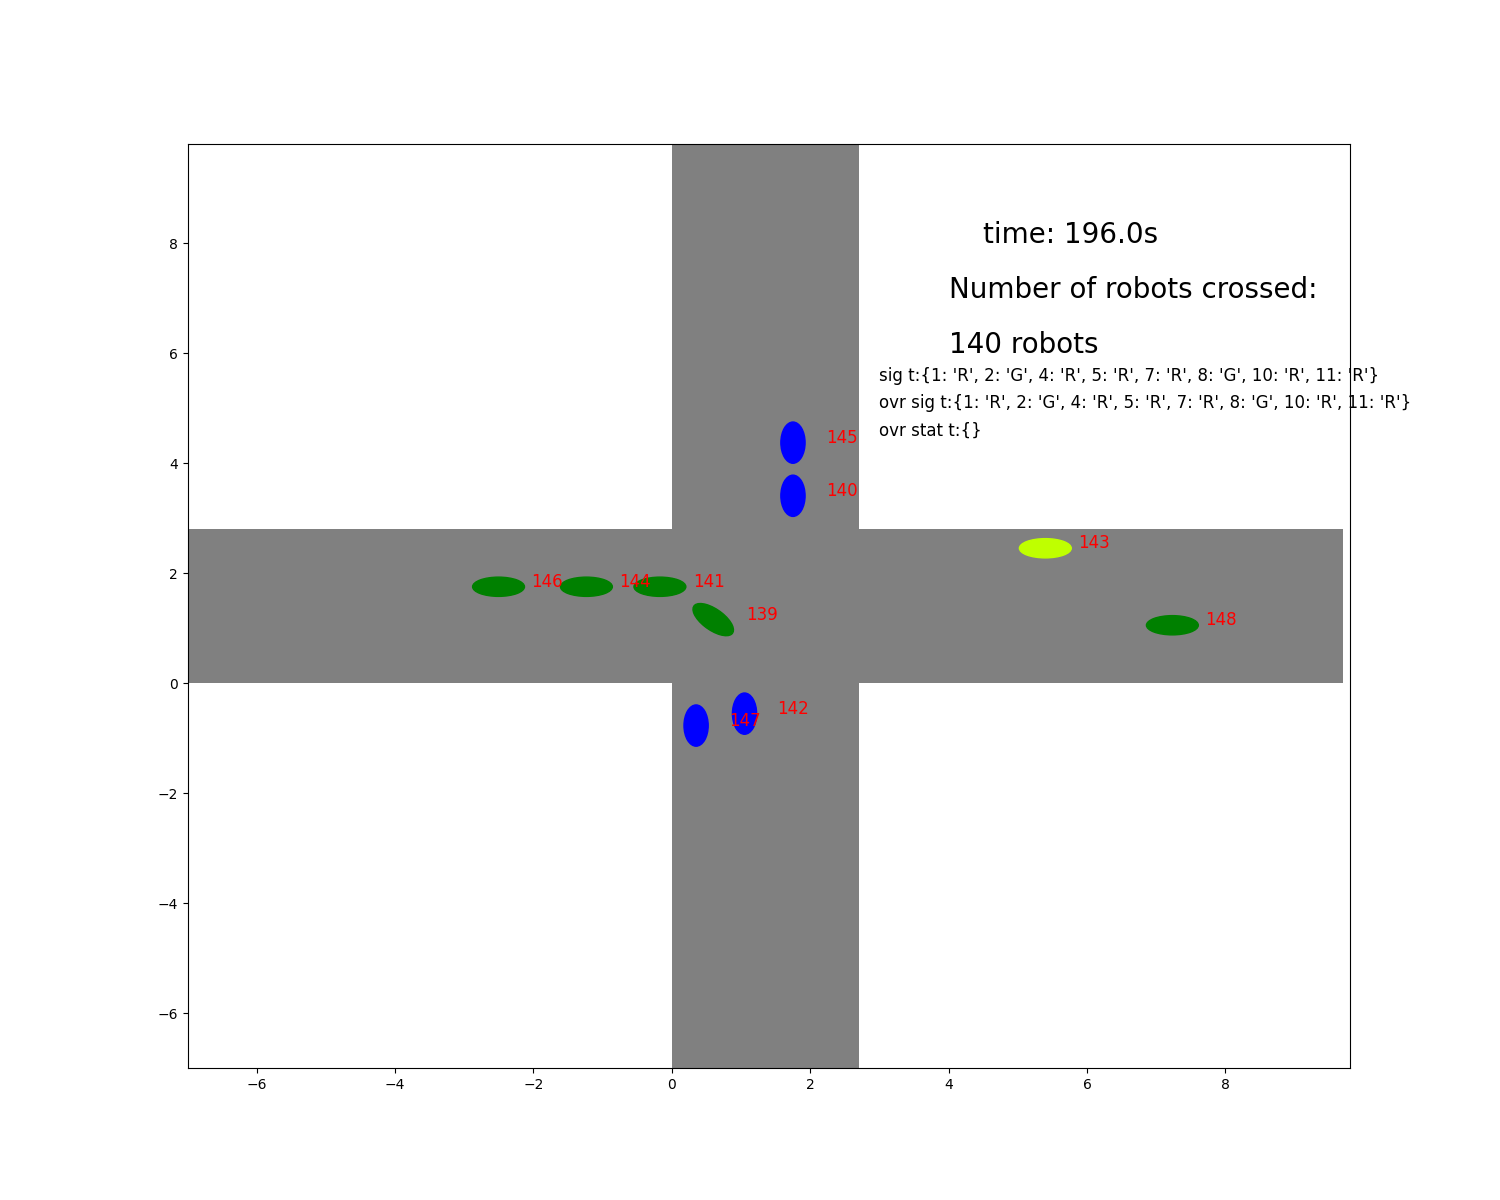 time: 196.0s
Number of robots crossed:
140 robots
sig t:{1: 'R', 2: 'G', 4: 'R', 5: 'R', 7: 'R', 8: 'G', 10: 'R', 11: 'R'}
ovr sig t:{1: 'R', 2: 'G', 4: 'R', 5: 'R', 7: 'R', 8: 'G', 10: 'R', 11: 'R'}
ovr stat t:{}
145
140
143
146 144 141
139
148
142
147
8
6
4
2
0
−2
−4
−6
−6 −4 −2 0 2 4 6 8